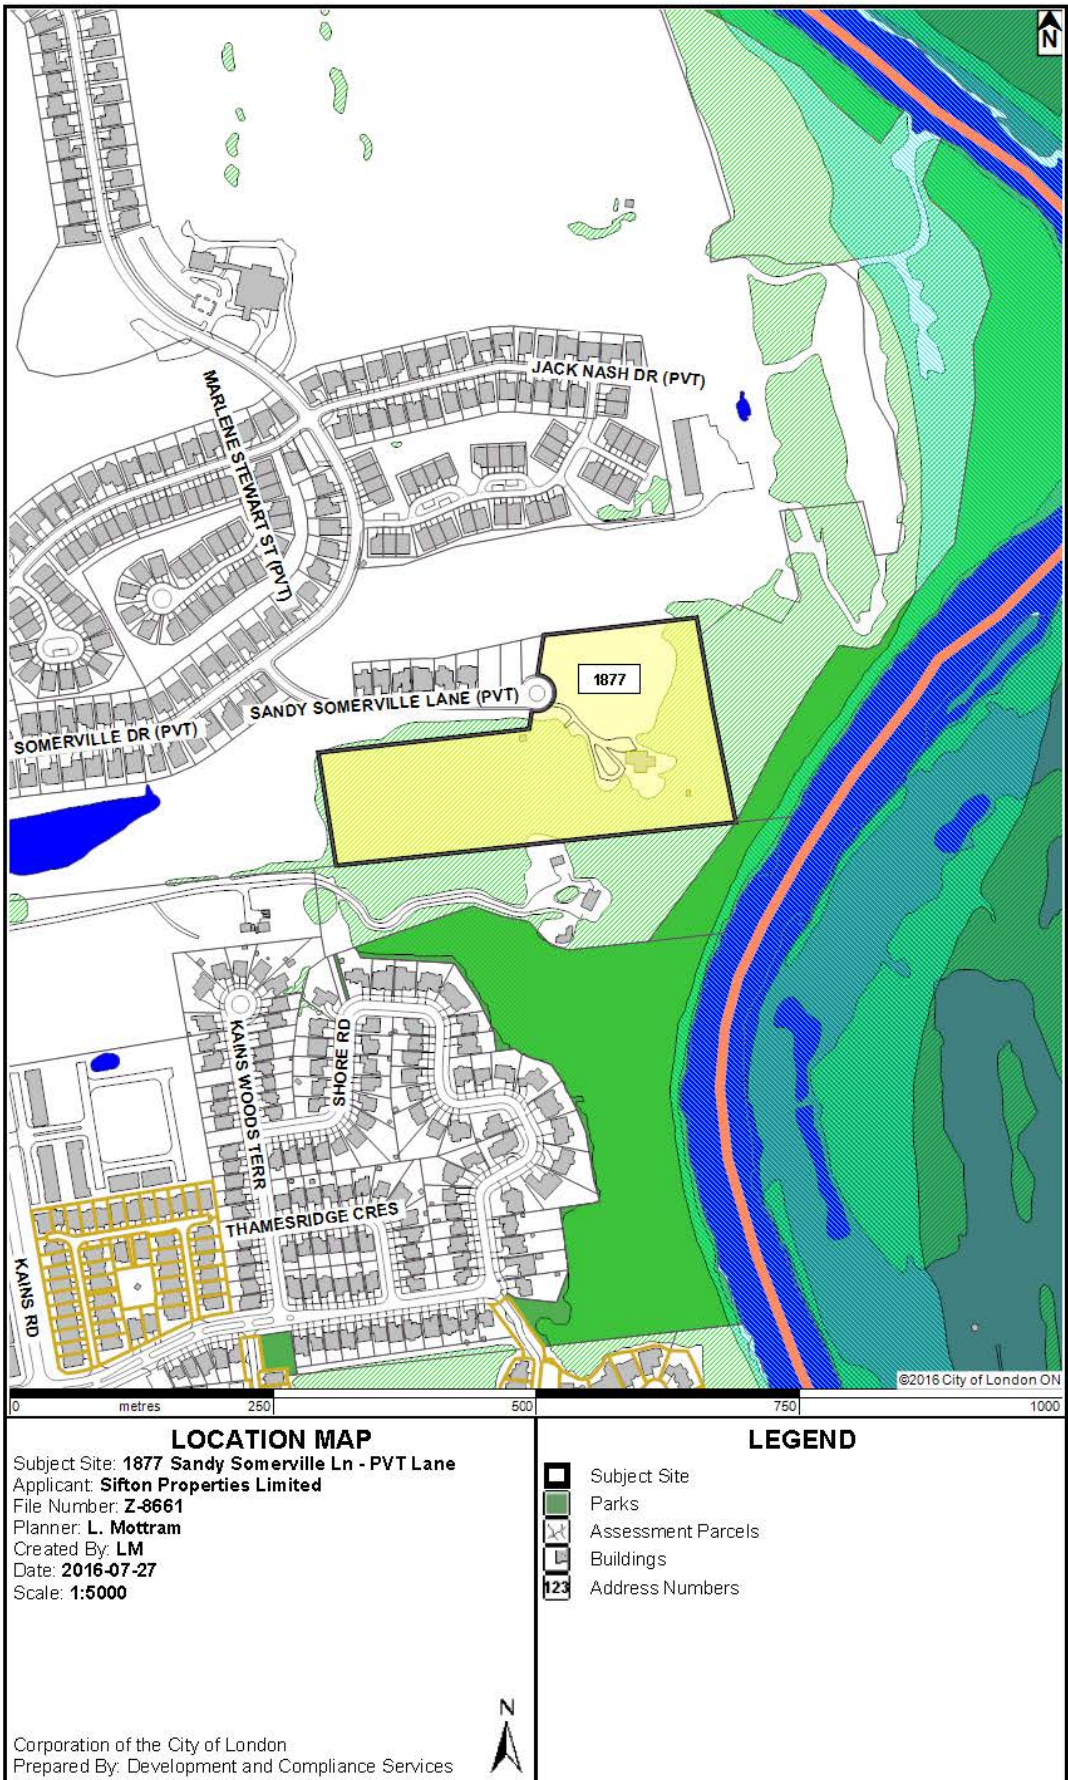 N
JACK NASH DR (PVT)
MARLENE STEWART ST (PVT)
1877
SANDY SOMERVILLE LANE (PVT)
SOMERVILLE DR (PVT)
SHORE RD
KAINS WOODS TERR
THAMESRIDGE CRES
KAINS RD
©2016 City of London ON
0 metres 250 500 750 1000
LOCATION MAP
Subject Site: 1877 Sandy Somerville Ln - PVT Lane
Applicant: Sifton Properties Limited
File Number: Z-8661
Planner: L. Mottram
Created By: LM
Date: 2016-07-27
Scale: 1:5000
N
Corporation of the City of London
Prepared By: Development and Compliance Services
LEGEND
Subject Site
Parks
Assessment Parcels
Buildings
123 Address Numbers